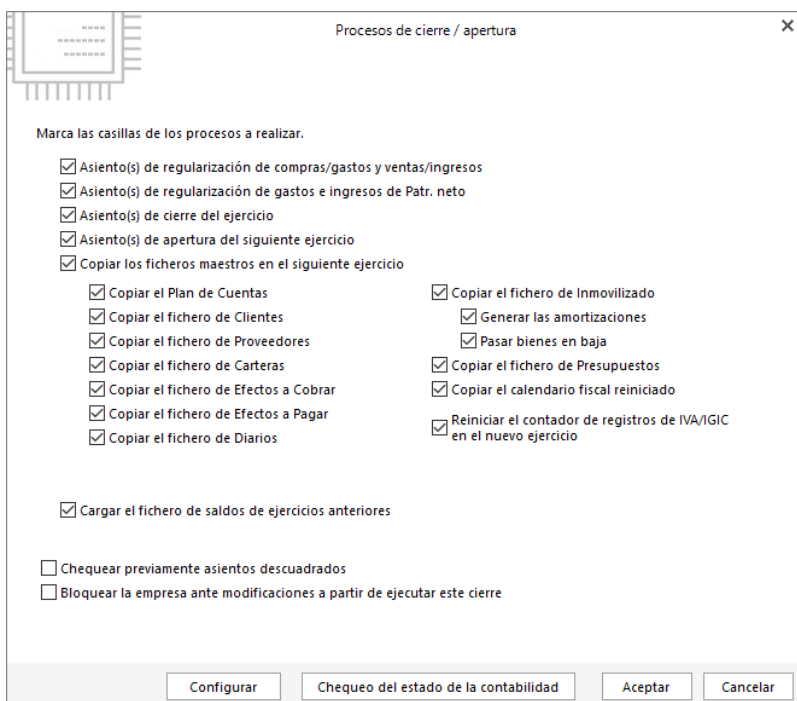 Procesos de cierre / apertura
Marca las casillas de los procesos a realizar.
Asiento(s) de regularización de compras/gastos y ventas/ingresos
Asiento(s) de regularización de gastos e ingresos de Patr. neto
Asiento(s) de cierre del ejercicio
Asiento(s) de apertura del siguiente ejercicio
Copiar los ficheros maestros en el siguiente ejercicio
Copiar el Plan de Cuentas
Copiar el fichero de Clientes
Copiar el fichero de Proveedores
Copiar el fichero de Carteras
Copiar el fichero de Efectos a Cobrar
Copiar el fichero de Efectos a Pagar
Copiar el fichero de Diarios
Copiar el fichero de Inmovilizado
Generar las amortizaciones
Pasar bienes en baja
Copiar el fichero de Presupuestos
Copiar el calendario fiscal reiniciado
Reiniciar el contador de registros de IVA/IGIC
en el nuevo ejercicio
Cargar el fichero de saldos de ejercicios anteriores
Chequear previamente asientos descuadrados
Bloquear la empresa ante modificaciones a partir de ejecutar este cierre
Configurar
Chequeo del estado de la contabilidad
Aceptar
Cancelar